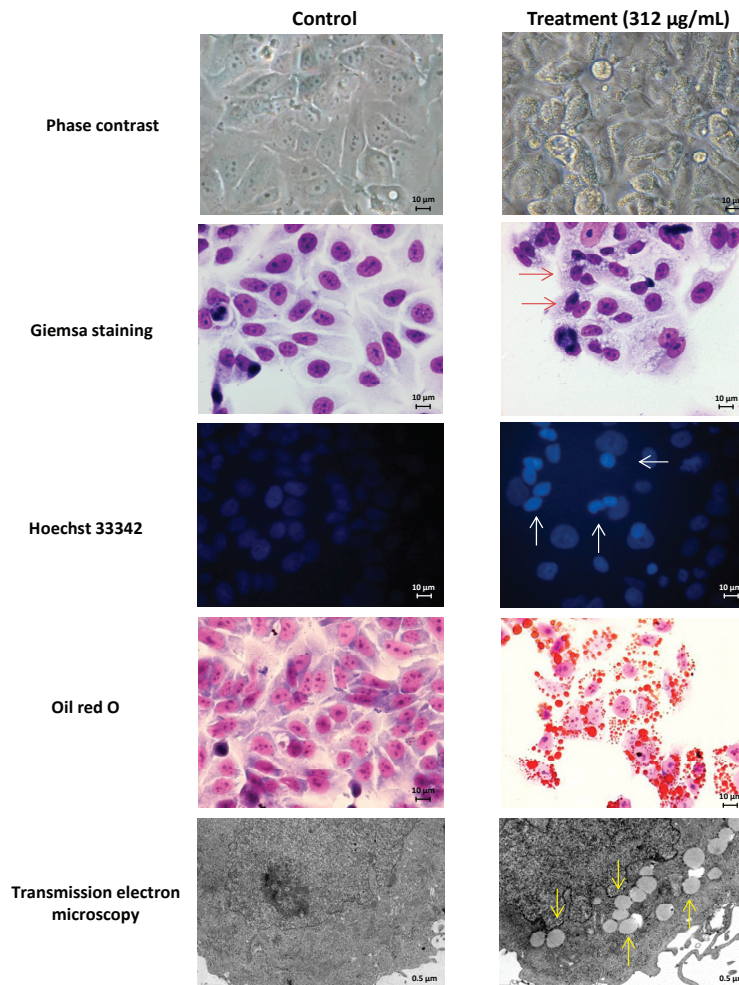 Control Treatment (312 µg/mL)
Phase contrast
10 µm 10 µm
Giemsa staining
10 µm 10 µm
Hoechst 33342
10 µm 10 µm
Oil red O
10 µm 10 µm
Transmission electron
microscopy
0.5 µm 0.5 µm